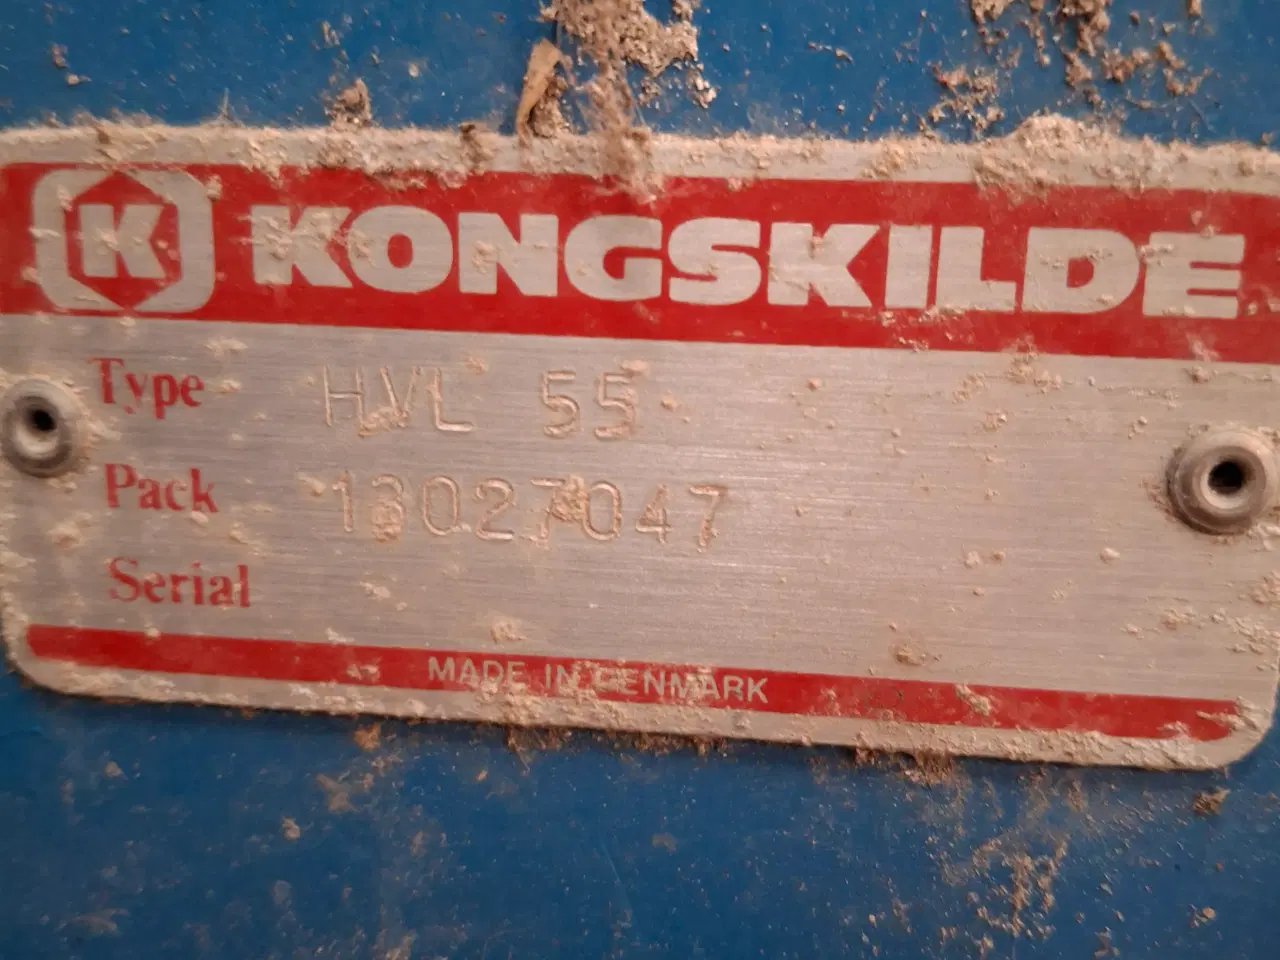 K KONGSKILDE
Type HVL 55
Pack 13027047
Serial
MADE IN DENMARK